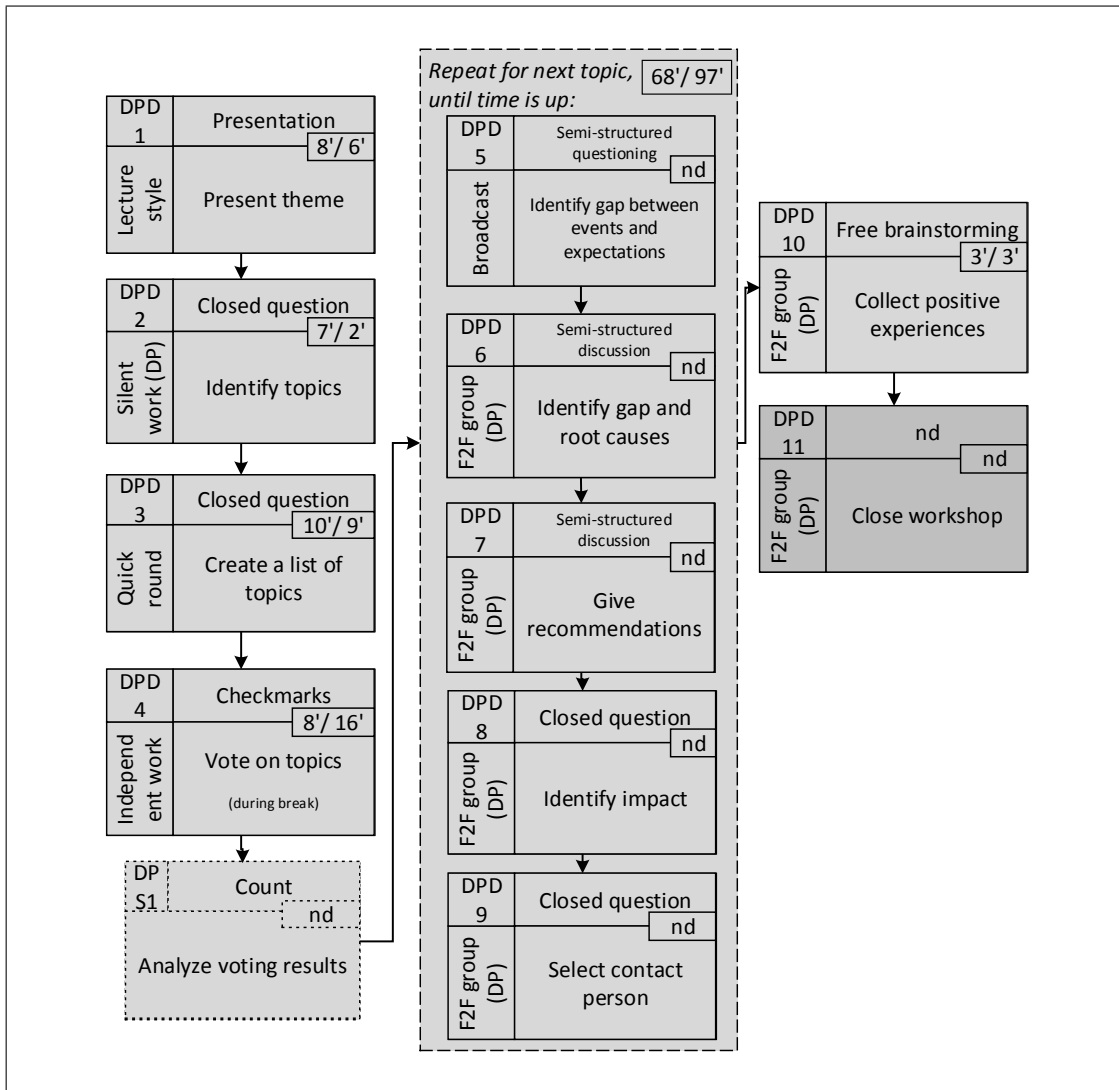 DPD
1
Presentation
8'/ 6'
Lecture
style
Present theme
DPD
2
Closed question
7'/ 2'
Silent
work (DP)
Identify topics
DPD
3
Closed question
10'/ 9'
Quick
round
Create a list of
topics
DPD
4
Checkmarks
8'/ 16'
Independ
ent work
Vote on topics
(during break)
DP
S1
Count
nd
Analyze voting results
Repeat for next topic,
until time is up:
68'/ 97'
DPD
5
Semi-structured
questioning
nd
Broadcast
Identify gap between
events and
expectations
DPD
6
Semi-structured
discussion
nd
F2F group
(DP)
Identify gap and
root causes
DPD
7
Semi-structured
discussion
nd
F2F group
(DP)
Give
recommendations
DPD
8
Closed question
nd
F2F group
(DP)
Identify impact
DPD
9
Closed question
nd
F2F group
(DP)
Select contact
person
DPD
10
Free brainstorming
3'/ 3'
F2F group
(DP)
Collect positive
experiences
DPD
11
nd
nd
F2F group
(DP)
Close workshop